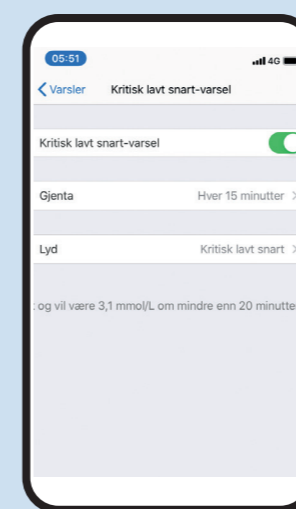 05:51 4G
Varsler Kritisk lavt snart-varsel
Kritisk lavt snart-varsel
Gjenta Hver 15 minutter
Lyd Kritisk lavt snart
og vil være 3,1 mmol/L om mindre enn 20 minutte